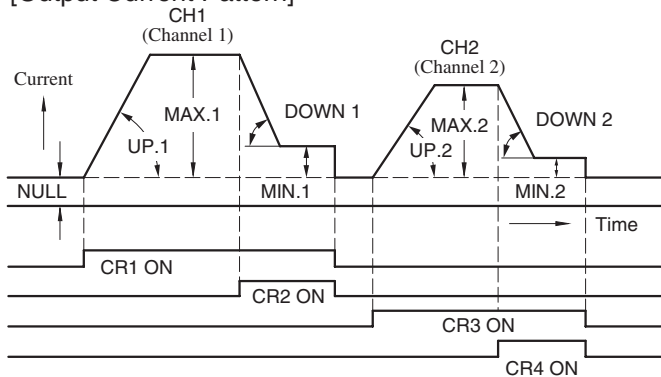 [Output Current Pattern]
CH1
(Channel 1)
CH2
(Channel 2)
Current
MAX.1
DOWN 1
MAX.2
DOWN 2
UP.1
UP.2
NULL
MIN.1
MIN.2
Time
CR1 ON
CR2 ON
CR3 ON
CR4 ON